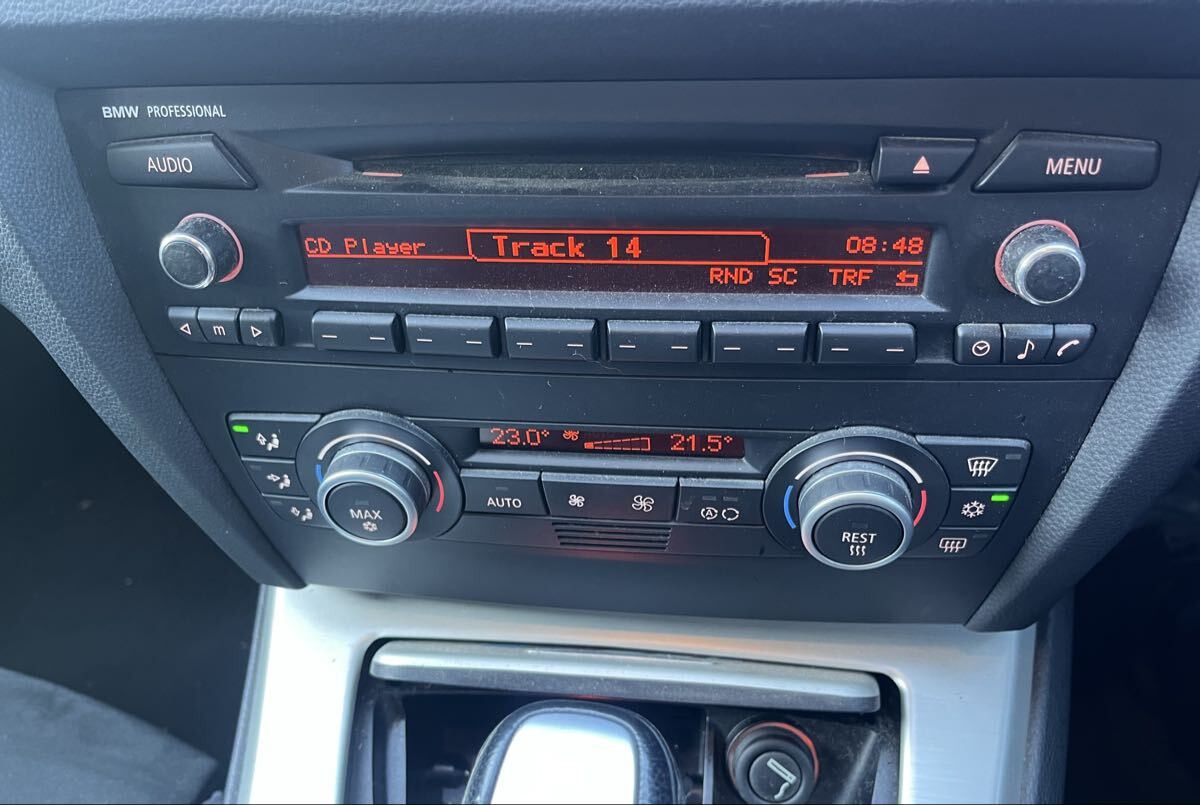 BMW PROFESSIONAL
AUDIO
MENU
CD Player Track 14 08:48
RND SC TRF
m
23.0° 21.5°
MAX
AUTO
A
REST